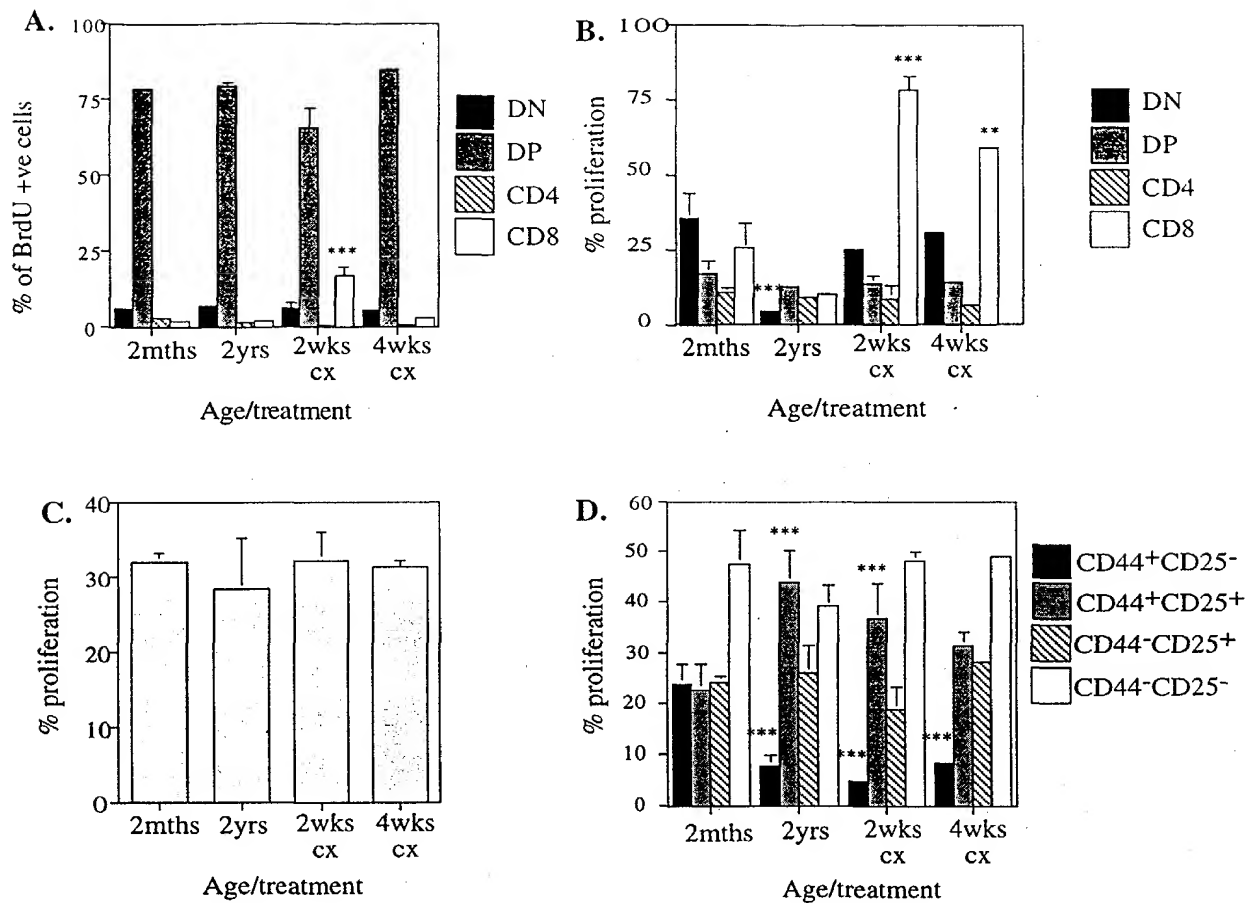 A.
100
75
50
25
0
% of BrdU +ve cells
***
2mths 2yrs 2wks 4wks
cx cx
Age/treatment
DN
DP
CD4
CD8
B.
100
75
50
25
0
% proliferation
***
***
**
2mths 2yrs 2wks 4wks
cx cx
Age/treatment
DN
DP
CD4
CD8
C.
40
30
20
10
0
% proliferation
2mths 2yrs 2wks 4wks
cx cx
Age/treatment
D.
60
50
40
30
20
10
0
% proliferation
***
***
***
***
***
2mths 2yrs 2wks 4wks
cx cx
Age/treatment
CD44+CD25-
CD44+CD25+
CD44-CD25+
CD44-CD25-